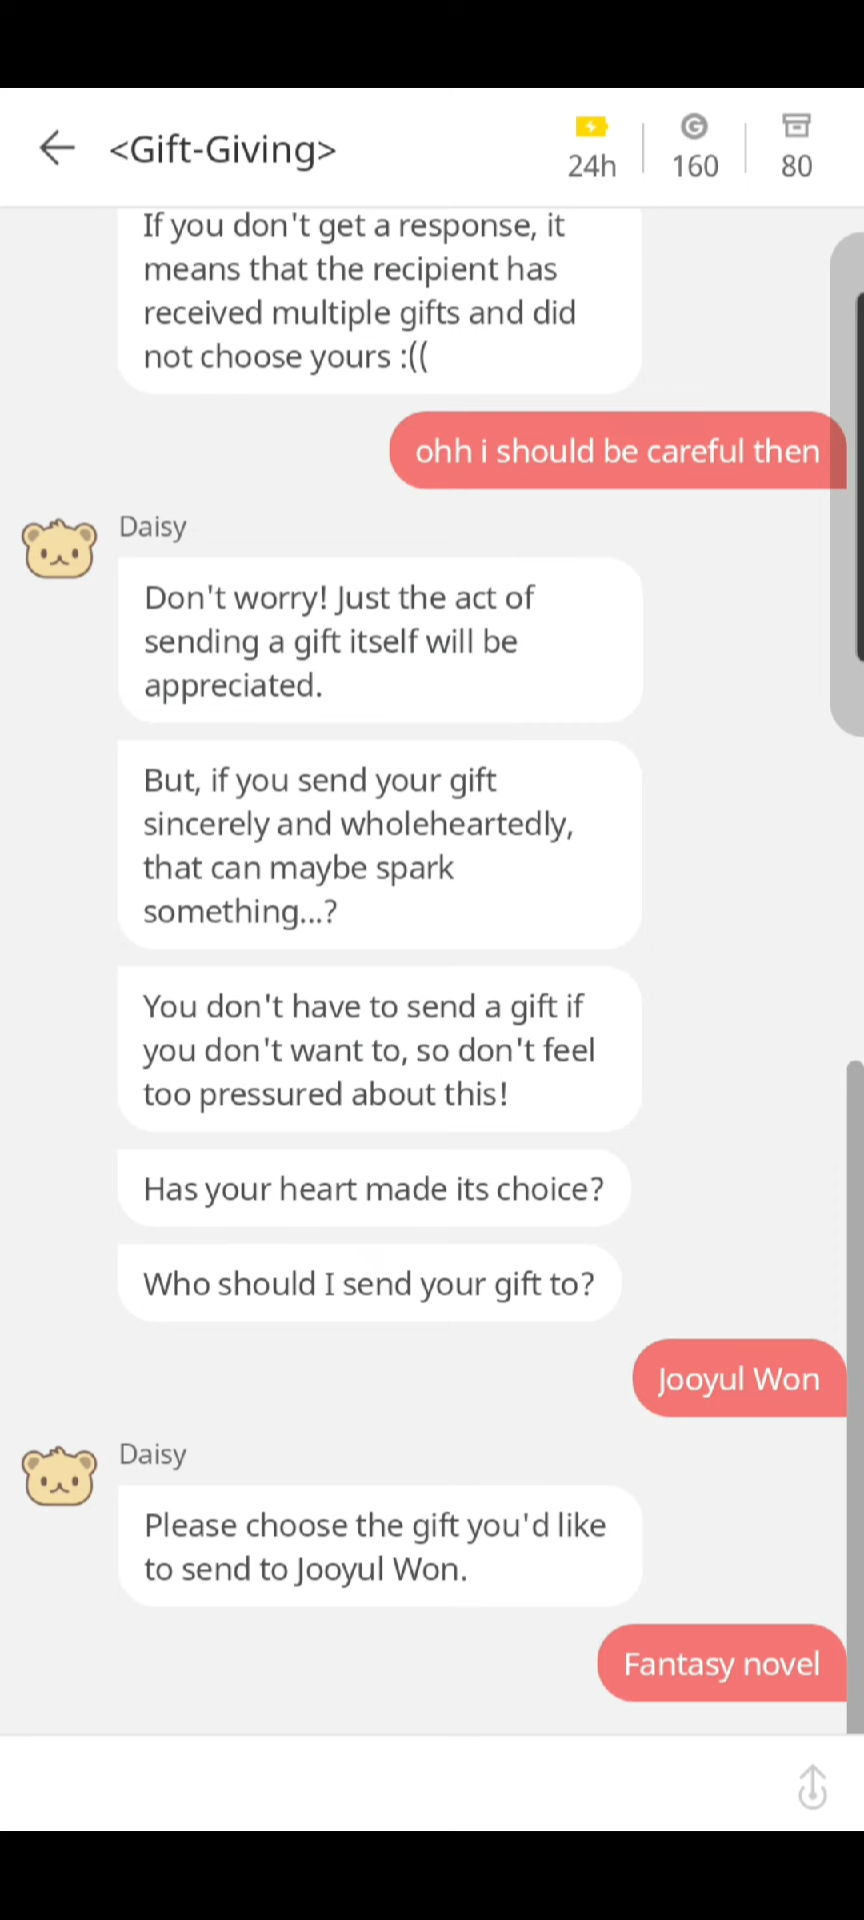 <Gift-Giving>
24h
160
80
If you don't get a response, it
means that the recipient has
received multiple gifts and did
not choose yours :((
ohh i should be careful then
Daisy
Don't worry! Just the act of
sending a gift itself will be
appreciated.
But, if you send your gift
sincerely and wholeheartedly,
that can maybe spark
something...?
You don't have to send a gift if
you don't want to, so don't feel
too pressured about this!
Has your heart made its choice?
Who should I send your gift to?
Jooyul Won
Daisy
Please choose the gift you'd like
to send to Jooyul Won.
Fantasy novel